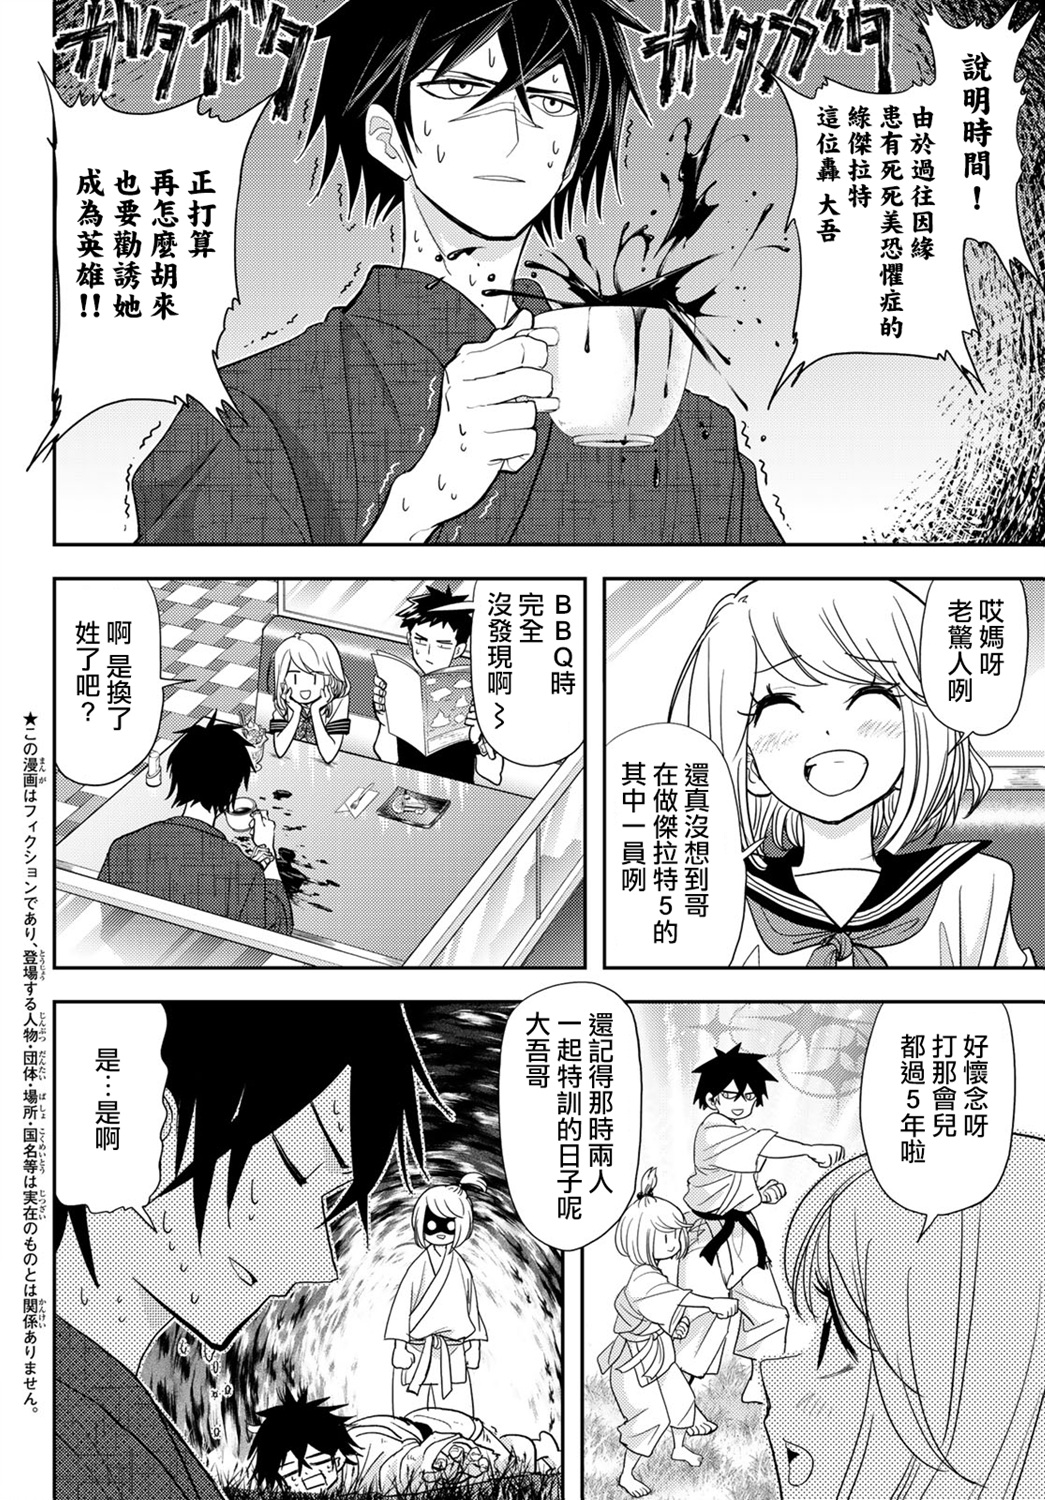 ガタガタ
ガタガタ
說明時間！
由於過往因緣
患有死死美恐懼症的
綠傑拉特
這位轟 大吾
正打算
再怎麼胡來
也要勸誘她
成為英雄!!
哎媽呀
老驚人咧
還真沒想到哥
在做傑拉特5的
其中一員咧
BBQ時
完全
沒發現啊～
啊 是換了
姓了吧？
好懷念呀
打那會兒
都過5年啦
還記得那時兩人
一起特訓的日子呢
大吾哥
是…是啊
★この漫画はフィクションであり、登場する人物・団体・場所・国名等は実在のものとは関係ありません。